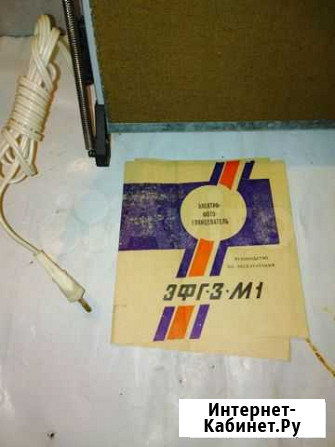 ЭЛЕКТРО-
ФОТО
ГЛЯНЦЕВАТЕЛЬ
РУКОВОДСТВО
ПО ЭКСПЛУАТАЦИИ
ЭФГ-3-М1
Интернет-
Кабинет.Ру